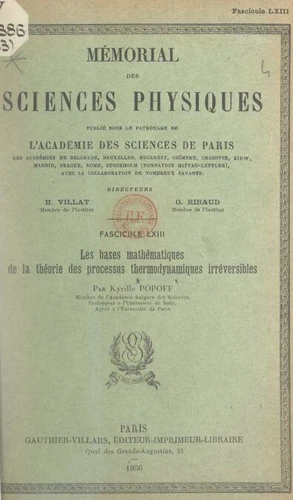 Fascicule LXIII
MÉMORIAL
DES
SCIENCES PHYSIQUES
PUBLIÉ SOUS LE PATRONAGE DE
L'ACADÉMIE DES SCIENCES DE PARIS
DES ACADÉMIES DE BELGRADE, BRUXELLES, BUCAREST, COÏMBRE, CRACOVIE, KIEW,
MADRID, PRAGUE, ROME, STOCKHOLM (FONDATION MITTAG-LEFFLER),
AVEC LA COLLABORATION DE NOMBREUX SAVANTS.
DIRECTEURS
H. VILLAT G. RIBAUD
Membre de l'Institut Membre de l'Institut
FASCICULE LXIII
Les bases mathématiques
de la théorie des processus thermodynamiques irréversibles
Par Kyrille POPOFF
Membre de l'Académie bulgare des Sciences,
Professeur à l'Université de Sofia,
Agréé à l'Université de Paris
PARIS
GAUTHIER-VILLARS, ÉDITEUR-IMPRIMEUR-LIBRAIRE
Quai des Grands-Augustins, 55
1956